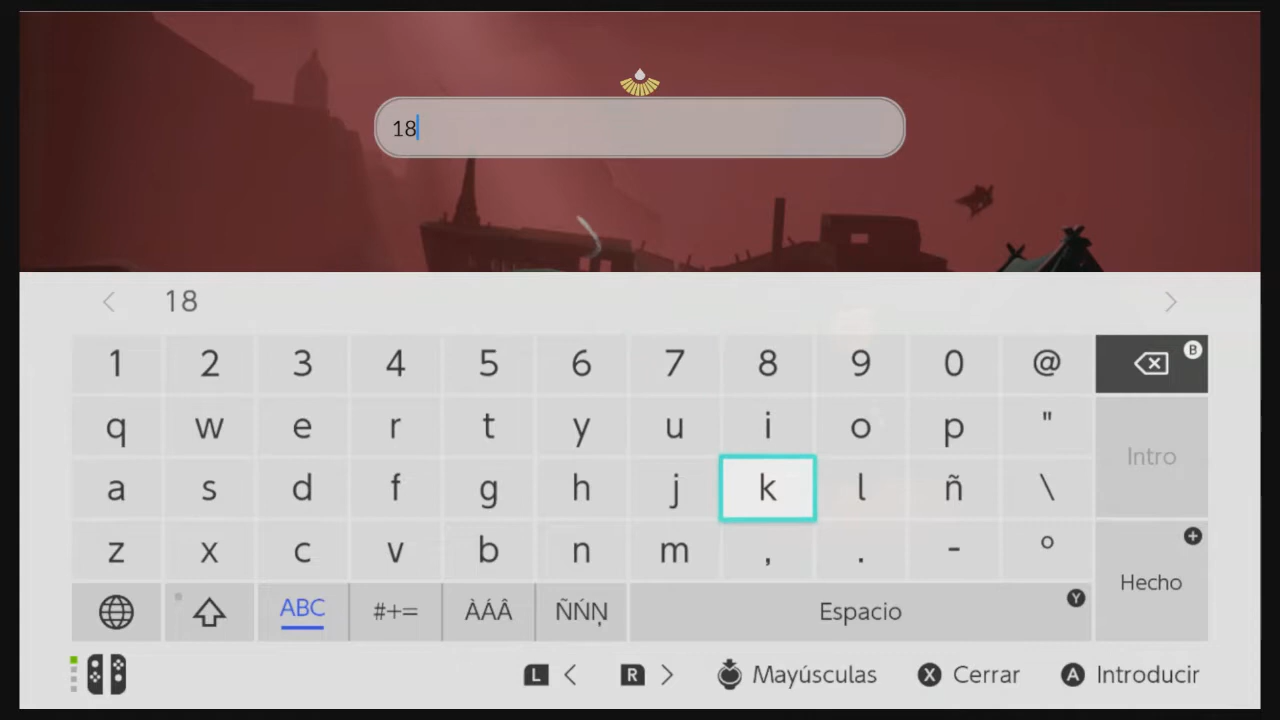 18
18
1 2 3 4 5 6 7 8 9 0 @ B
q w e r t y u i o p "
Intro
a s d f g h j k l ñ \
z x c v b n m , . - º
Hecho
ABC #+= ÀÁÂ ÑŃŅ Espacio Y
L < R > Mayúsculas X Cerrar A Introducir